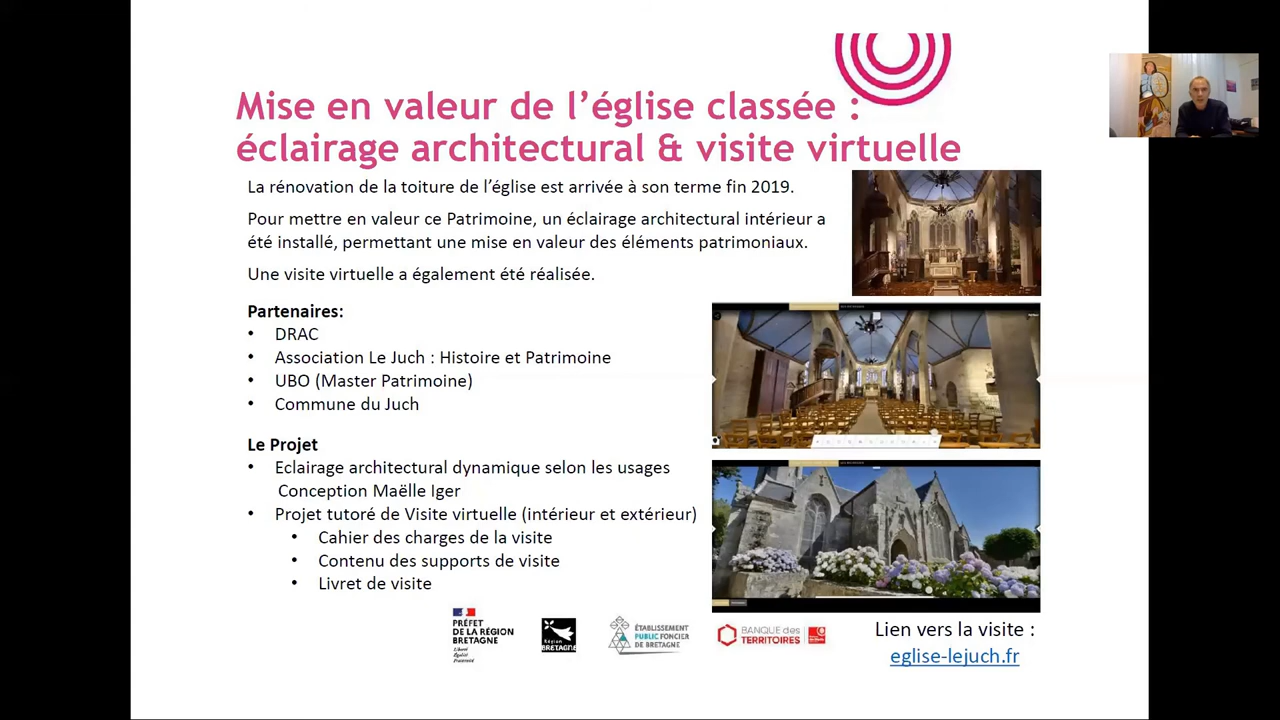 Mise en valeur de l’église classée :
éclairage architectural & visite virtuelle
La rénovation de la toiture de l’église est arrivée à son terme fin 2019.
Pour mettre en valeur ce Patrimoine, un éclairage architectural intérieur a
été installé, permettant une mise en valeur des éléments patrimoniaux.
Une visite virtuelle a également été réalisée.
Partenaires:
• DRAC
• Association Le Juch : Histoire et Patrimoine
• UBO (Master Patrimoine)
• Commune du Juch
Le Projet
• Eclairage architectural dynamique selon les usages
Conception Maëlle Iger
• Projet tutoré de Visite virtuelle (intérieur et extérieur)
• Cahier des charges de la visite
• Contenu des supports de visite
• Livret de visite
PRÉFET
DE LA RÉGION
BRETAGNE
Liberté
Égalité
Fraternité
Région
BRETAGNE
ÉTABLISSEMENT
PUBLIC FONCIER
DE BRETAGNE
BANQUE des
TERRITOIRES
Lien vers la visite :
eglise-lejuch.fr